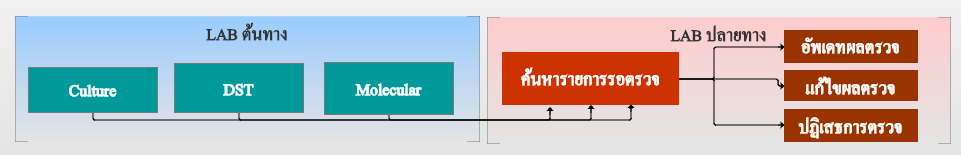 LAB ต้นทาง
Culture
DST
Molecular
LAB ปลายทาง
ค้นหารายการรอตรวจ
อัพเดทผลตรวจ
แก้ไขผลตรวจ
ปฏิเสธการตรวจ